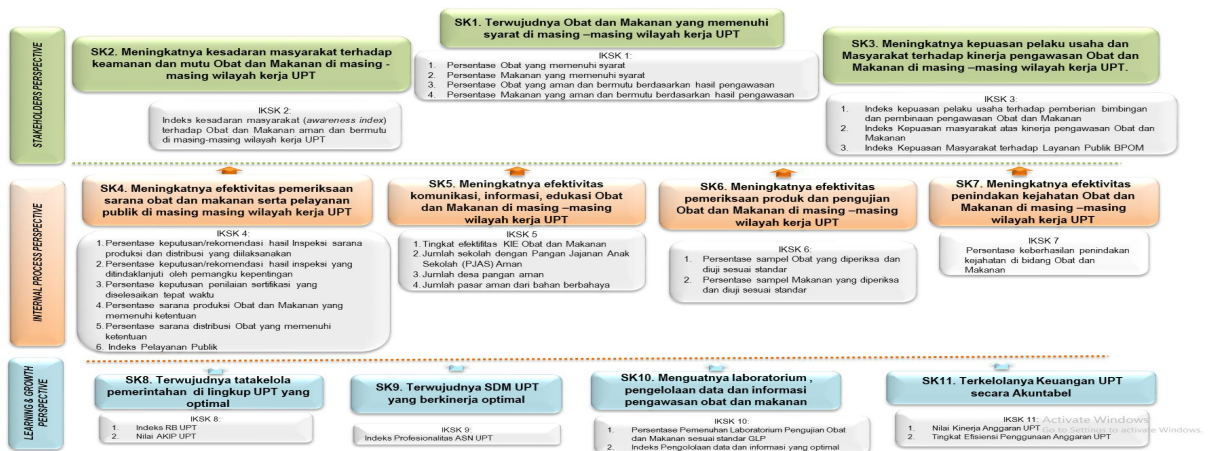 STAKEHOLDERS PERSPECTIVE
SK2. Meningkatnya kesadaran masyarakat terhadap
keamanan dan mutu Obat dan Makanan di masing -
masing wilayah kerja UPT
IKSK 2:
Indeks kesadaran masyarakat (awareness index)
terhadap Obat dan Makanan aman dan bermutu
di masing-masing wilayah kerja UPT
SK1. Terwujudnya Obat dan Makanan yang memenuhi
syarat di masing –masing wilayah kerja UPT
IKSK 1:
1. Persentase Obat yang memenuhi syarat
2. Persentase Makanan yang memenuhi syarat
3. Persentase Obat yang aman dan bermutu berdasarkan hasil pengawasan
4. Persentase Makanan yang aman dan bermutu berdasarkan hasil pengawasan
SK3. Meningkatnya kepuasan pelaku usaha dan
Masyarakat terhadap kinerja pengawasan Obat dan
Makanan di masing –masing wilayah kerja UPT.
IKSK 3:
1. Indeks kepuasan pelaku usaha terhadap pemberian bimbingan
dan pembinaan pengawasan Obat dan Makanan
2. Indeks Kepuasan masyarakat atas kinerja pengawasan Obat dan
Makanan
3. Indeks Kepuasan Masyarakat terhadap Layanan Publik BPOM
INTERNAL PROCESS PERSPECTIVE
SK4. Meningkatnya efektivitas pemeriksaan
sarana obat dan makanan serta pelayanan
publik di masing masing wilayah kerja UPT
IKSK 4:
1. Persentase keputusan/rekomendasi hasil Inspeksi sarana
produksi dan distribusi yang dilaksanakan
2. Persentase keputusan/rekomendasi hasil inspeksi yang
ditindaklanjuti oleh pemangku kepentingan
3. Persentase keputusan penilaian sertifikasi yang
diselesaikan tepat waktu
4. Persentase sarana produksi Obat dan Makanan yang
memenuhi ketentuan
5. Persentase sarana distribusi Obat yang memenuhi
ketentuan
6. Indeks Pelayanan Publik
SK5. Meningkatnya efektivitas
komunikasi, informasi, edukasi Obat
dan Makanan di masing –masing
wilayah kerja UPT
IKSK 5
1. Tingkat efektifitas KIE Obat dan Makanan
2. Jumlah sekolah dengan Pangan Jajanan Anak
Sekolah (PJAS) Aman
3. Jumlah desa pangan aman
4. Jumlah pasar aman dari bahan berbahaya
SK6. Meningkatnya efektivitas
pemeriksaan produk dan pengujian
Obat dan Makanan di masing –masing
wilayah kerja UPT
IKSK 6:
1. Persentase sampel Obat yang diperiksa dan
diuji sesuai standar
2. Persentase sampel Makanan yang diperiksa
dan diuji sesuai standar
SK7. Meningkatnya efektivitas
penindakan kejahatan Obat dan
Makanan di masing –masing
wilayah kerja UPT
IKSK 7
Persentase keberhasilan penindakan
kejahatan di bidang Obat dan
Makanan
LEARNING & GROWTH
PERSPECTIVE
SK8. Terwujudnya tatakelola
pemerintahan di lingkup UPT yang
optimal
IKSK 8:
1. Indeks RB UPT
2. Nilai AKIP UPT
SK9. Terwujudnya SDM UPT
yang berkinerja optimal
IKSK 9:
Indeks Profesionalitas ASN UPT
SK10. Menguatnya laboratorium ,
pengelolaan data dan informasi
pengawasan obat dan makanan
IKSK 10:
1. Persentase Pemenuhan Laboratorium Pengujian Obat
dan Makanan sesuai standar GLP
2. Indeks Pengololaan data dan informasi yang optimal
SK11. Terkelolanya Keuangan UPT
secara Akuntabel
IKSK 11:
1. Nilai Kinerja Anggaran UPT
2. Tingkat Efisiensi Penggunaan Anggaran UPT
Activate Windows
Go to Settings to activate Windows.